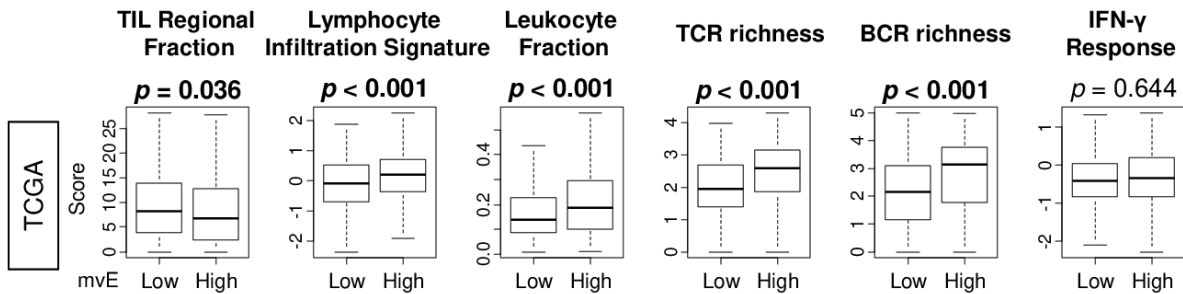 TIL Regional Fraction
Lymphocyte Infiltration Signature
Leukocyte Fraction
TCR richness
BCR richness
IFN-γ Response
p = 0.036
p < 0.001
p < 0.001
p < 0.001
p < 0.001
p = 0.644
TCGA
Score
0 5 10 15 20 25
-2 -1 0 1 2
0.0 0.2 0.4
0 1 2 3 4
0 1 2 3 4 5
-2 -1 0 1
mvE Low High Low High Low High Low High Low High Low High